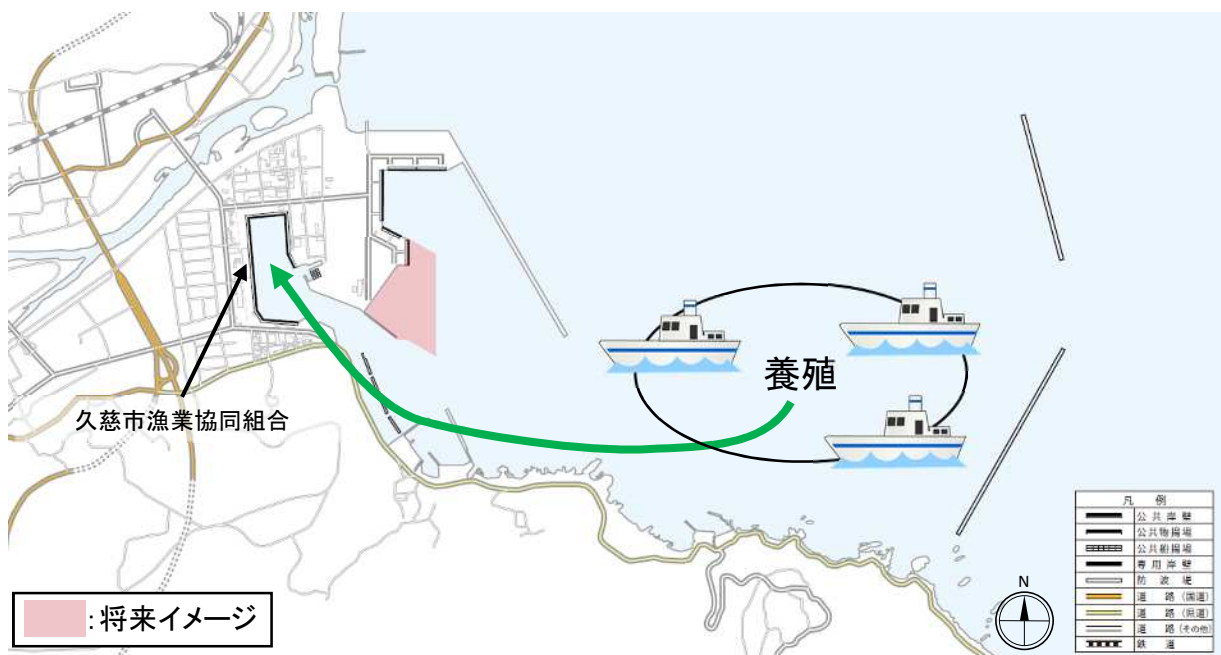 養殖
久慈市漁業協同組合
:将来イメージ
N
凡 例
公共岸壁
公共物揚場
公共船揚場
専用岸壁
防波堤
道路(国道)
道路(県道)
道路(その他)
鉄道